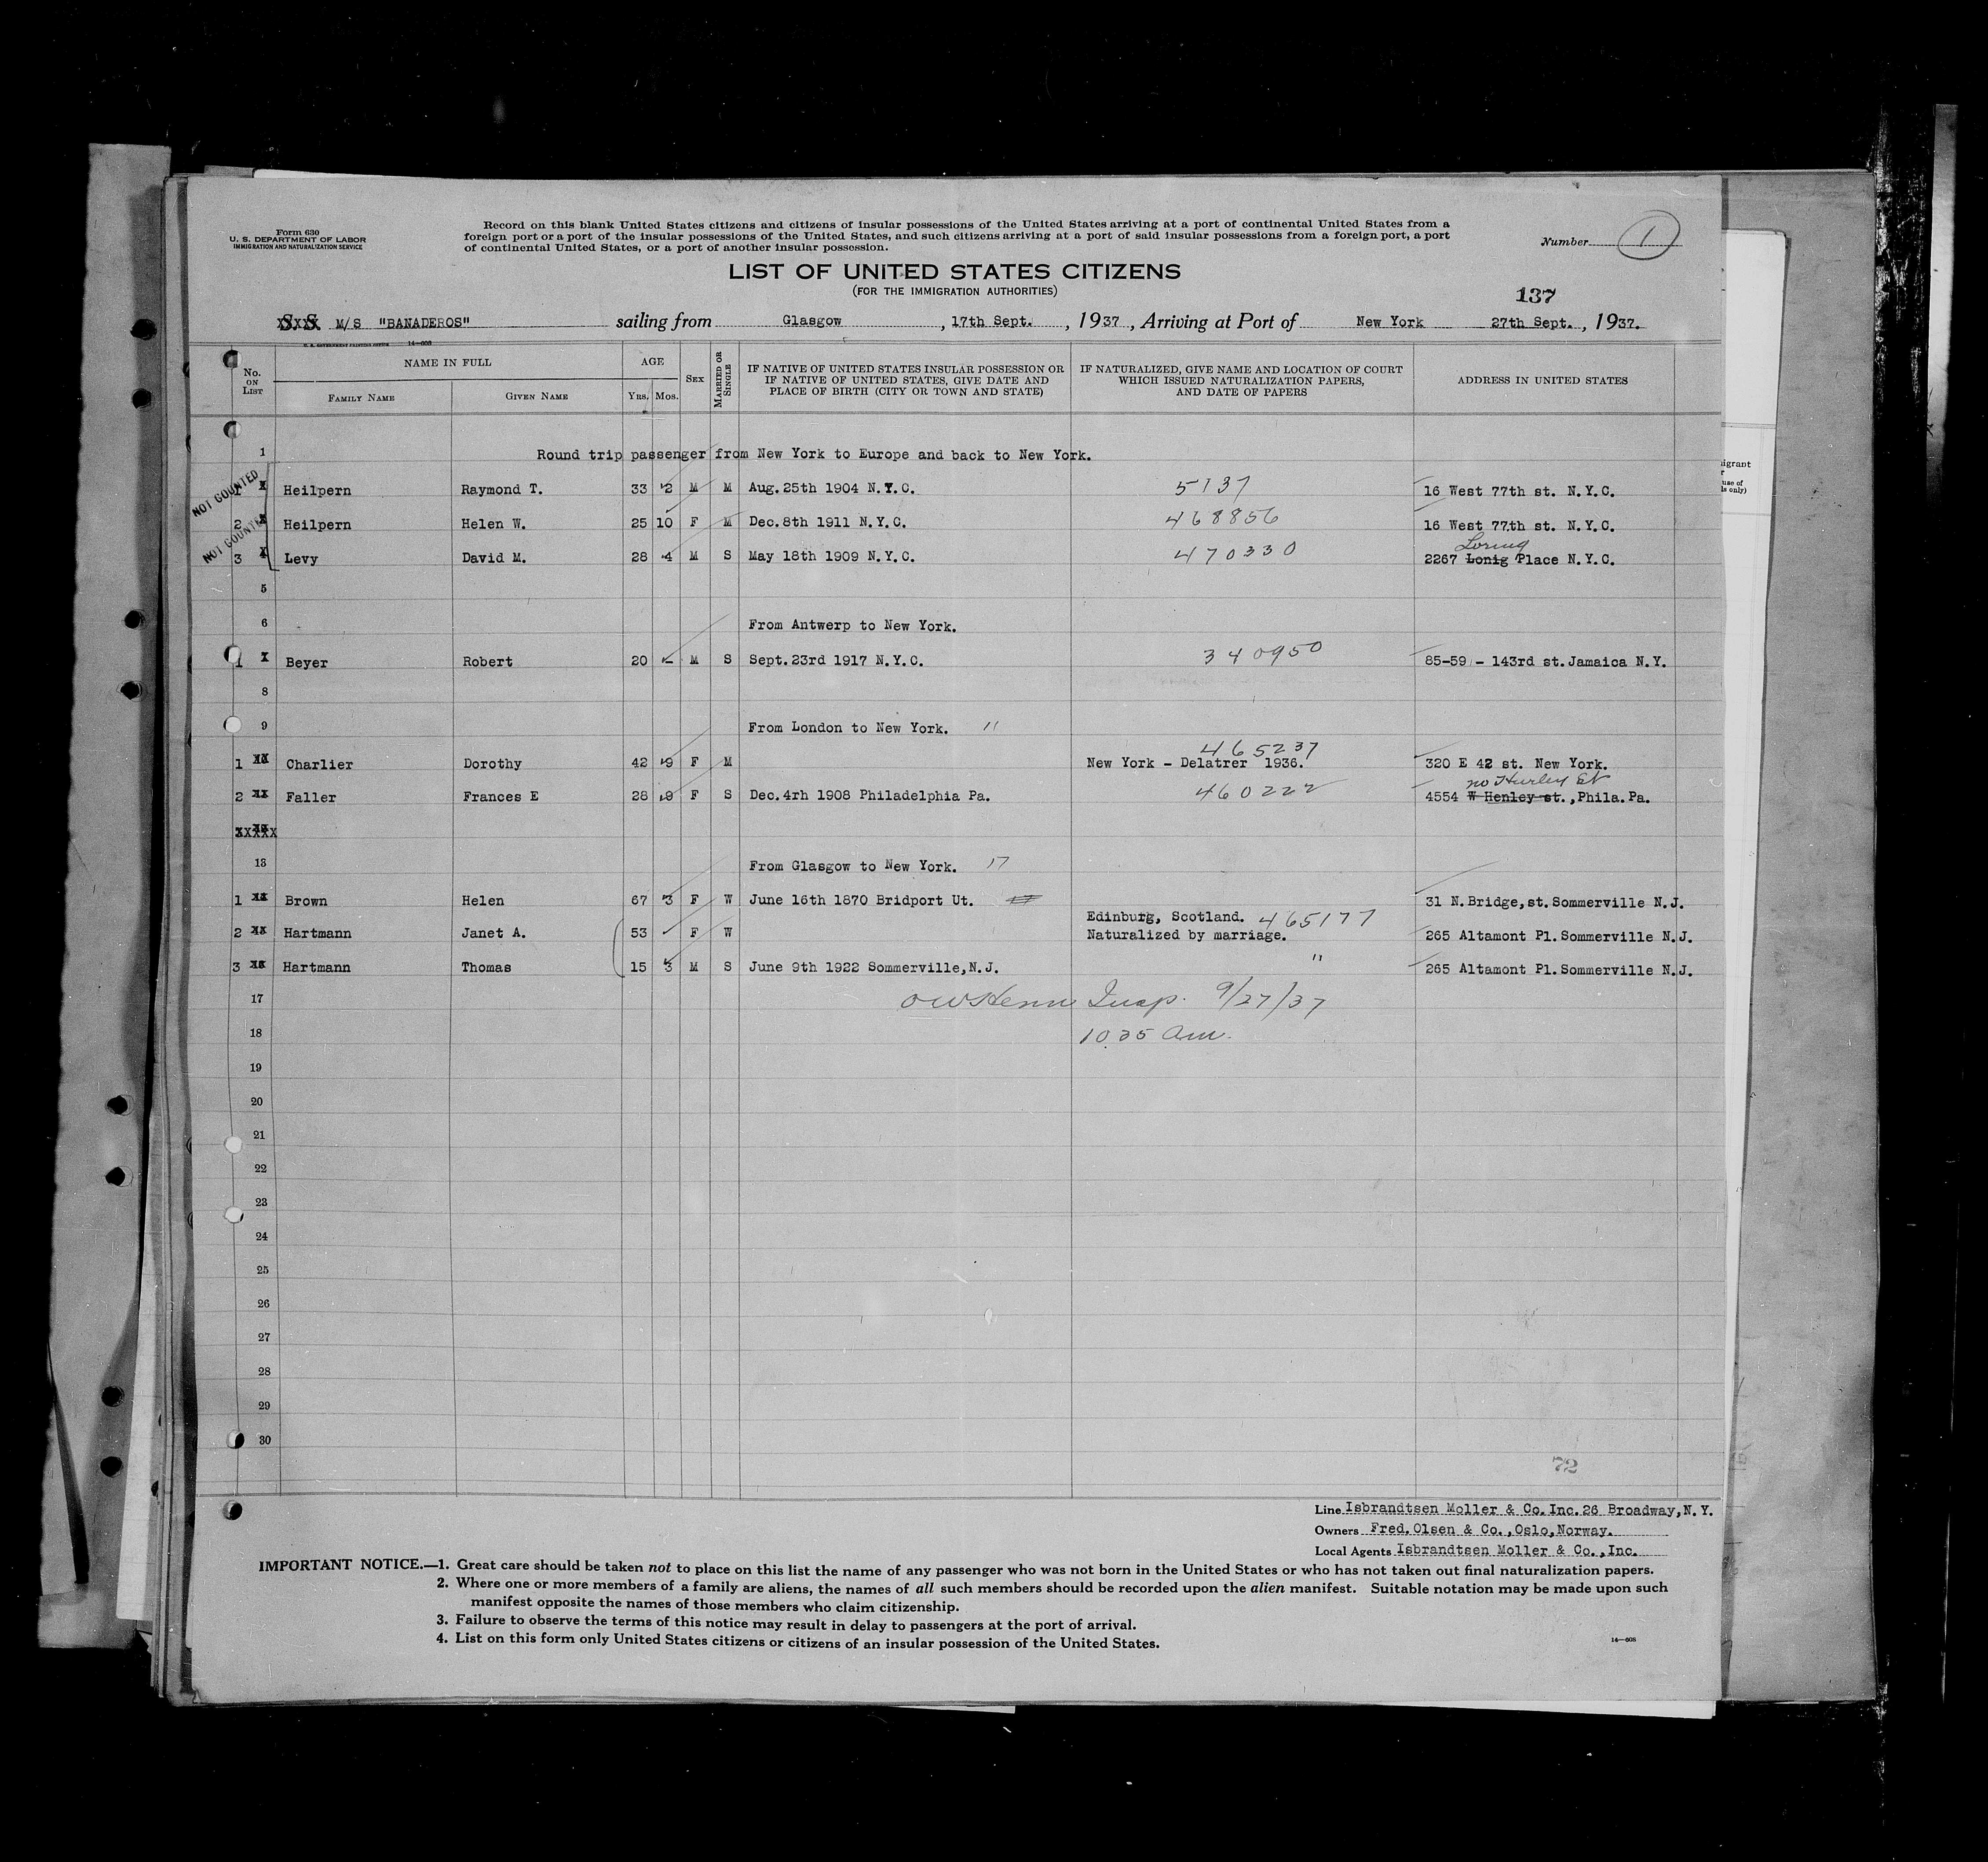 Form 630
U. S. DEPARTMENT OF LABOR
IMMIGRATION AND NATURALIZATION SERVICE
Record on this blank United States citizens and citizens of insular possessions of the United States arriving at a port of continental United States from a
foreign port or a port of the insular possessions of the United States, and such citizens arriving at a port of said insular possessions from a foreign port, a port
of continental United States, or a port of another insular possession.
Number 1
LIST OF UNITED STATES CITIZENS
(FOR THE IMMIGRATION AUTHORITIES)
137
S. S. M/S "BANADEROS" sailing from Glasgow, 17th Sept., 1937, Arriving at Port of New York 27th Sept., 1937.
U. S. GOVERNMENT PRINTING OFFICE 14—608
No. ON LIST
NAME IN FULL
FAMILY NAME
GIVEN NAME
AGE
YRS. MOS.
SEX
MARRIED OR SINGLE
IF NATIVE OF UNITED STATES INSULAR POSSESSION OR
IF NATIVE OF UNITED STATES, GIVE DATE AND
PLACE OF BIRTH (CITY OR TOWN AND STATE)
IF NATURALIZED, GIVE NAME AND LOCATION OF COURT
WHICH ISSUED NATURALIZATION PAPERS,
AND DATE OF PAPERS
ADDRESS IN UNITED STATES
1 Round trip passenger from New York to Europe and back to New York.
NOT COUNTED
1 Heilpern Raymond T. 33 2 M M Aug. 25th 1904 N.Y.C. 5137 16 West 77th st. N.Y.C.
NOT COUNTED
2 Heilpern Helen W. 25 10 F M Dec. 8th 1911 N.Y.C. 468856 16 West 77th st. N.Y.C.
Loring
3 Levy David M. 28 4 M S May 18th 1909 N.Y.C. 470330 2267 Lonig Place N.Y.C.
5
6 From Antwerp to New York.
1 Beyer Robert 20 – M S Sept. 23rd 1917 N.Y.C. 340950 85-59 - 143rd st. Jamaica N.Y.
8
9 From London to New York. 11
465237
1 Charlier Dorothy 42 9 F M New York - Delatrer 1936. 320 E 42 st. New York.
no Hurley St
2 Faller Frances E 28 9 F S Dec. 4rh 1908 Philadelphia Pa. 460222 4554 W Henley st., Phila. Pa.
XXXXX
13 From Glasgow to New York. 17
1 Brown Helen 67 3 F W June 16th 1870 Bridport Ut. 31 N. Bridge, st. Sommerville N.J.
Edinburg, Scotland. 465177
2 Hartmann Janet A. 53 F W Naturalized by marriage. 265 Altamont Pl. Sommerville N.J.
3 Hartmann Thomas 15 3 M S June 9th 1922 Sommerville, N.J. " 265 Altamont Pl. Sommerville N.J.
17 Insp. 9/27/37
18 10.35 am.
19
20
21
22
23
24
25
26
27
28
29
30
72
Line Isbrandtsen Moller & Co. Inc. 26 Broadway, N.Y.
Owners Fred. Olsen & Co., Oslo, Norway.
Local Agents Isbrandtsen Moller & Co., Inc.
IMPORTANT NOTICE.—1. Great care should be taken not to place on this list the name of any passenger who was not born in the United States or who has not taken out final naturalization papers.
2. Where one or more members of a family are aliens, the names of all such members should be recorded upon the alien manifest. Suitable notation may be made upon such
manifest opposite the names of those members who claim citizenship.
3. Failure to observe the terms of this notice may result in delay to passengers at the port of arrival.
4. List on this form only United States citizens or citizens of an insular possession of the United States.
14—608